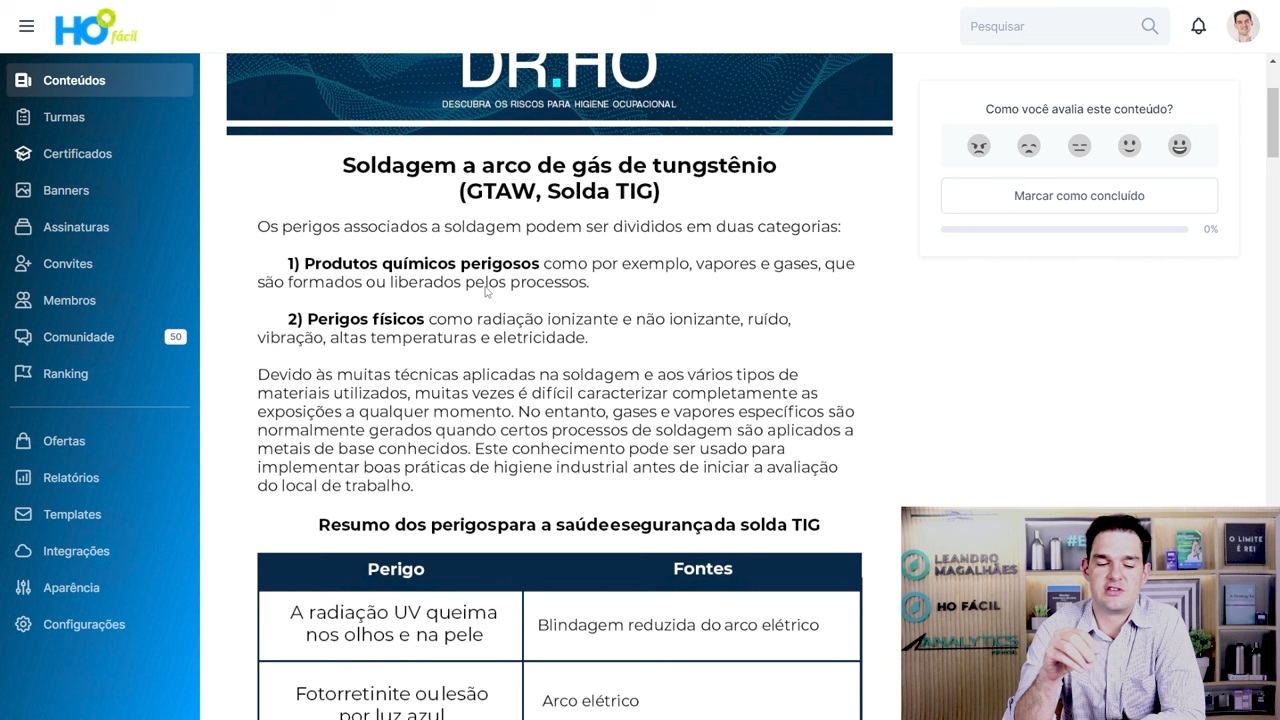 HO fácil
Pesquisar
Conteúdos
Turmas
Certificados
Banners
Assinaturas
Convites
Membros
Comunidade
50
Ranking
Ofertas
Relatórios
Templates
Integrações
Aparência
Configurações
DR.HO
DESCUBRA OS RISCOS PARA HIGIENE OCUPACIONAL
Soldagem a arco de gás de tungstênio
(GTAW, Solda TIG)
Os perigos associados a soldagem podem ser divididos em duas categorias:
1) Produtos químicos perigosos como por exemplo, vapores e gases, que
são formados ou liberados pelos processos.
2) Perigos físicos como radiação ionizante e não ionizante, ruído,
vibração, altas temperaturas e eletricidade.
Devido às muitas técnicas aplicadas na soldagem e aos vários tipos de
materiais utilizados, muitas vezes é difícil caracterizar completamente as
exposições a qualquer momento. No entanto, gases e vapores específicos são
normalmente gerados quando certos processos de soldagem são aplicados a
metais de base conhecidos. Este conhecimento pode ser usado para
implementar boas práticas de higiene industrial antes de iniciar a avaliação
do local de trabalho.
Resumo dos perigospara a saúdeesegurançada solda TIG
Perigo
Fontes
A radiação UV queima
nos olhos e na pele
Blindagem reduzida do arco elétrico
Fotorretinite oulesão
por luz azul
Arco elétrico
Como você avalia este conteúdo?
Marcar como concluído
0%
LEANDRO
MAGALHÃES
HO FÁCIL
ANALYTICS
O LIMITE
É REI